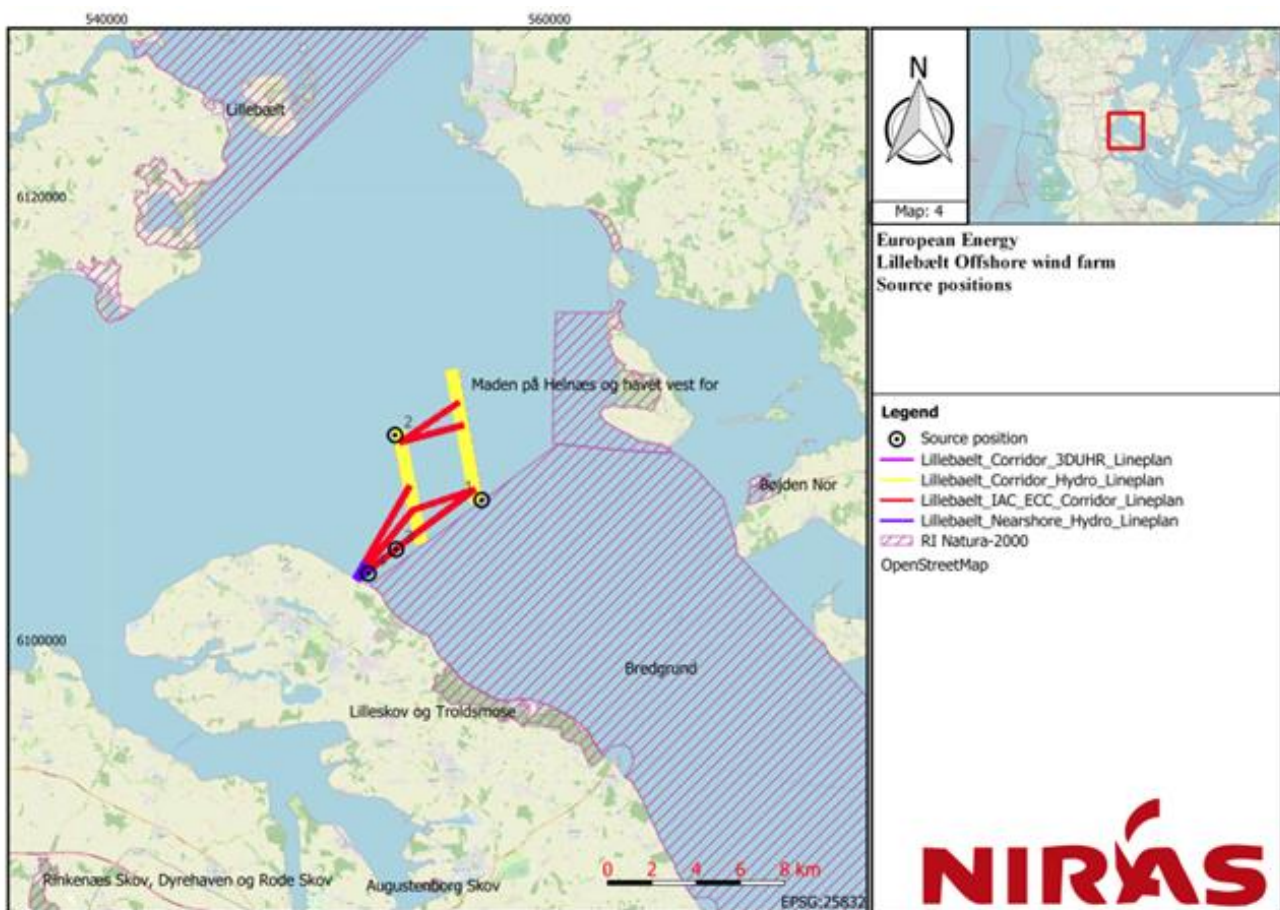 540000
560000
Lillebælt
6120000
Maden på Helnæs og havet vest for
2
1
Bøjden Nor
6100000
Bredgrund
Lilleskov og Troldsmose
Rinkenæs Skov, Dyrehaven og Rode Skov
Augustenborg Skov
0 2 4 6 8 km
EPSG:25832
N
Map: 4
European Energy
Lillebælt Offshore wind farm
Source positions
Legend
Source position
Lillebaelt_Corridor_3DUHR_Lineplan
Lillebaelt_Corridor_Hydro_Lineplan
Lillebaelt_IAC_ECC_Corridor_Lineplan
Lillebaelt_Nearshore_Hydro_Lineplan
RI Natura-2000
OpenStreetMap
NIRAS